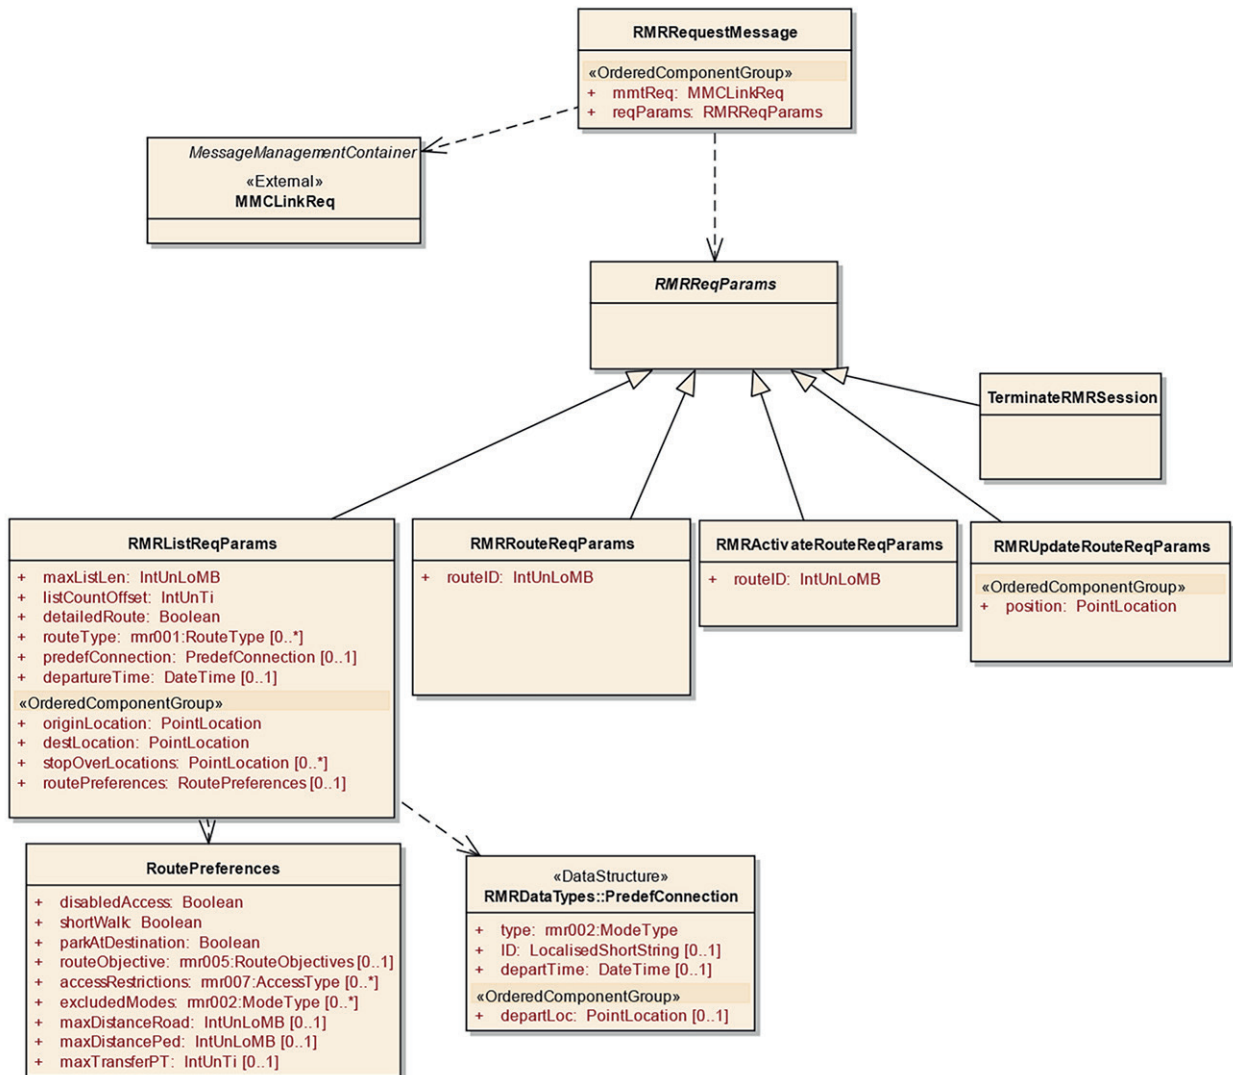 RMRRequestMessage
«OrderedComponentGroup»
+ mmtReq: MMCLinkReq
+ reqParams: RMRReqParams
MessageManagementContainer
«External»
MMCLinkReq
RMRReqParams
TerminateRMRSession
RMRListReqParams
+ maxListLen: IntUnLoMB
+ listCountOffset: IntUnTi
+ detailedRoute: Boolean
+ routeType: rmr001:RouteType [0..*]
+ predefConnection: PredefConnection [0..1]
+ departureTime: DateTime [0..1]
«OrderedComponentGroup»
+ originLocation: PointLocation
+ destLocation: PointLocation
+ stopOverLocations: PointLocation [0..*]
+ routePreferences: RoutePreferences [0..1]
RMRRouteReqParams
+ routeID: IntUnLoMB
RMRActivateRouteReqParams
+ routeID: IntUnLoMB
RMRUpdateRouteReqParams
«OrderedComponentGroup»
+ position: PointLocation
RoutePreferences
+ disabledAccess: Boolean
+ shortWalk: Boolean
+ parkAtDestination: Boolean
+ routeObjective: rmr005:RouteObjectives [0..1]
+ accessRestrictions: rmr007:AccessType [0..*]
+ excludedModes: rmr002:ModeType [0..*]
+ maxDistanceRoad: IntUnLoMB [0..1]
+ maxDistancePed: IntUnLoMB [0..1]
+ maxTransferPT: IntUnTi [0..1]
«DataStructure»
RMRDataTypes::PredefConnection
+ type: rmr002:ModeType
+ ID: LocalisedShortString [0..1]
+ departTime: DateTime [0..1]
«OrderedComponentGroup»
+ departLoc: PointLocation [0..1]